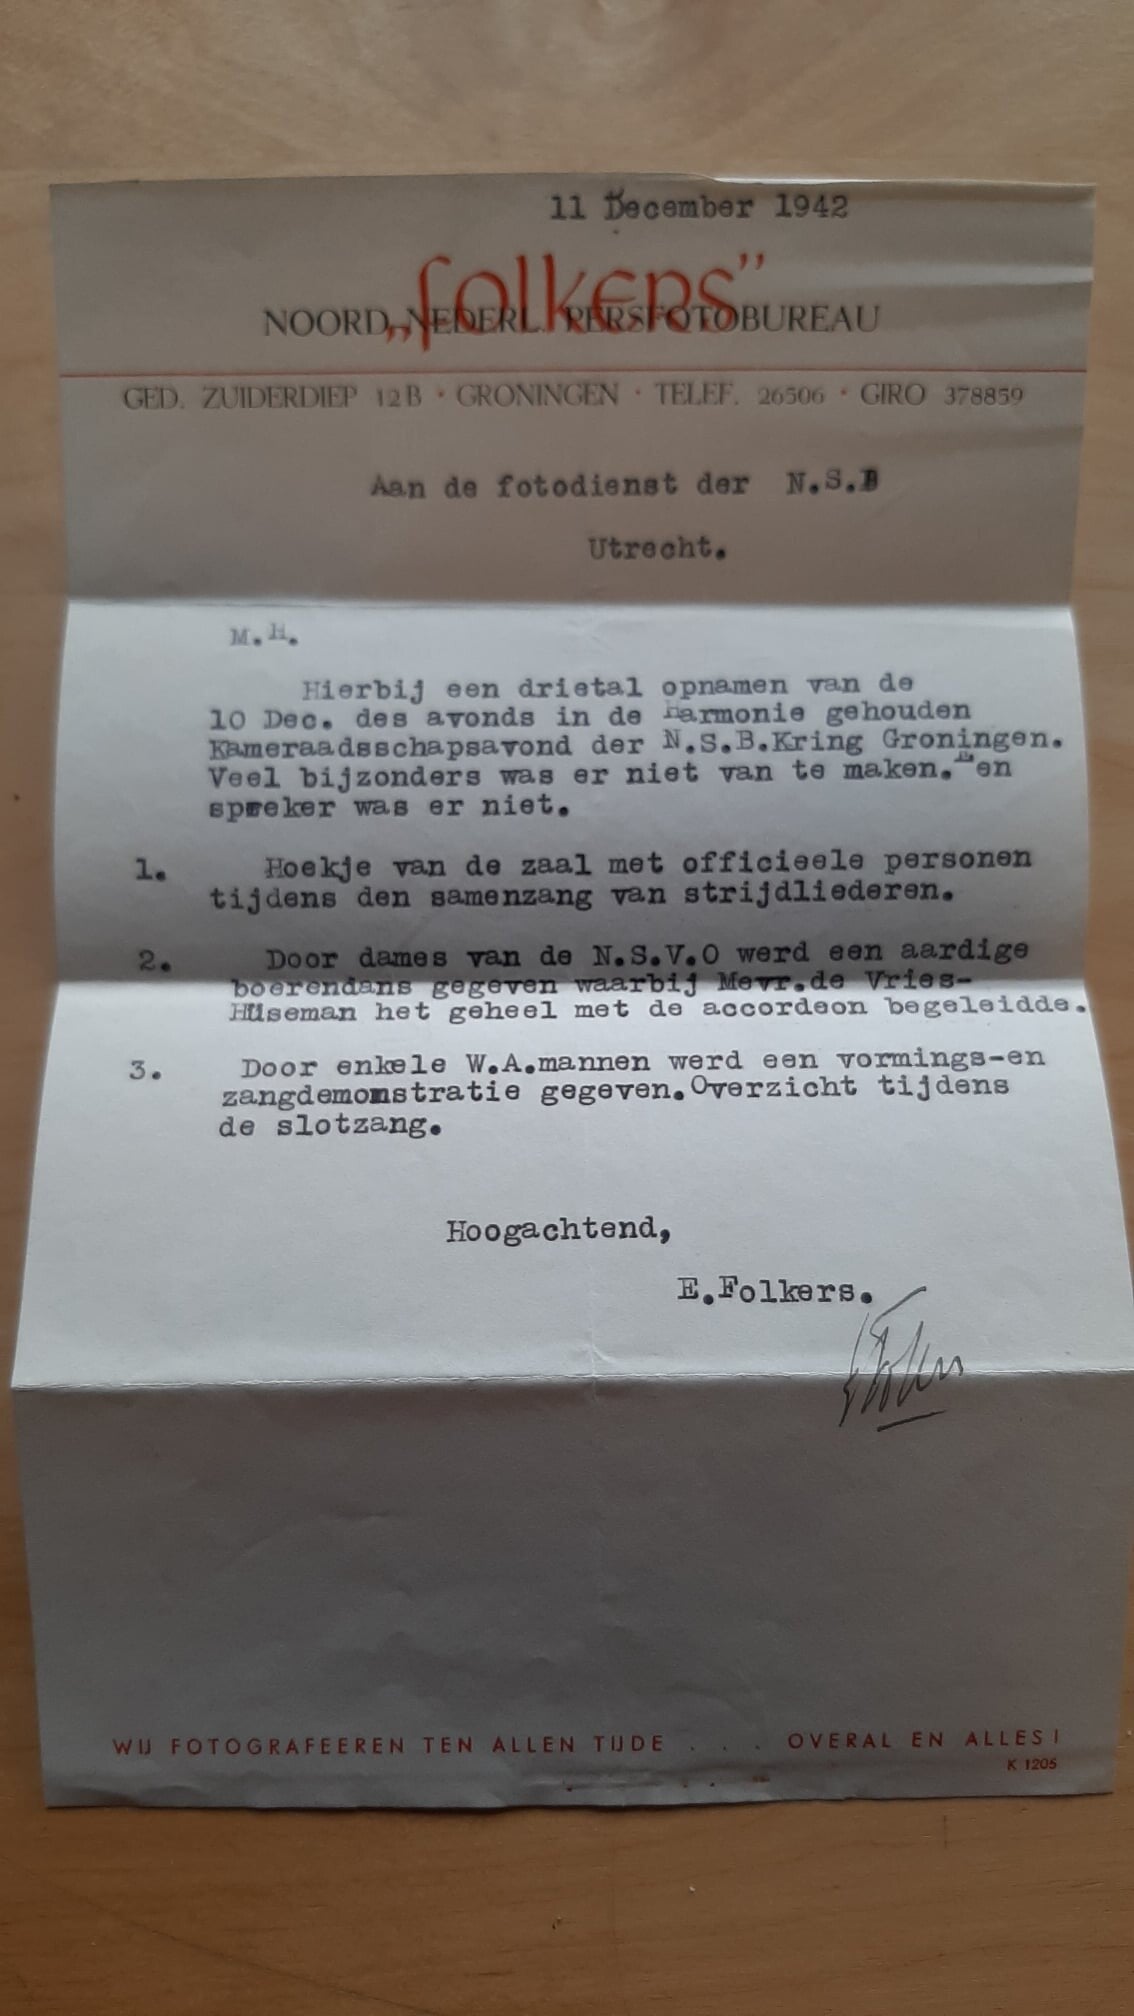 11 December 1942
„folkers”
NOORD-NEDERL. PERSFOTOBUREAU
GED. ZUIDERDIEP 12B · GRONINGEN · TELEF. 26506 · GIRO 378859
Aan de fotodienst der N.S.B
Utrecht.
M.H.
Hierbij een drietal opnamen van de
10 Dec. des avonds in de Harmonie gehouden
Kameraadsschapsavond der N.S.B.Kring Groningen.
Veel bijzonders was er niet van te maken. Een
spreker was er niet.
1. Hoekje van de zaal met officieele personen
tijdens den samenzang van strijdliederen.
2. Door dames van de N.S.V.O werd een aardige
boerendans gegeven waarbij Mevr.de Vries-
Hüseman het geheel met de accordeon begeleidde.
3. Door enkele W.A.mannen werd een vormings-en
zangdemonstratie gegeven.Overzicht tijdens
de slotzang.
Hoogachtend,
E.Folkers.
WIJ FOTOGRAFEEREN TEN ALLEN TIJDE . . . OVERAL EN ALLES!
K 1205